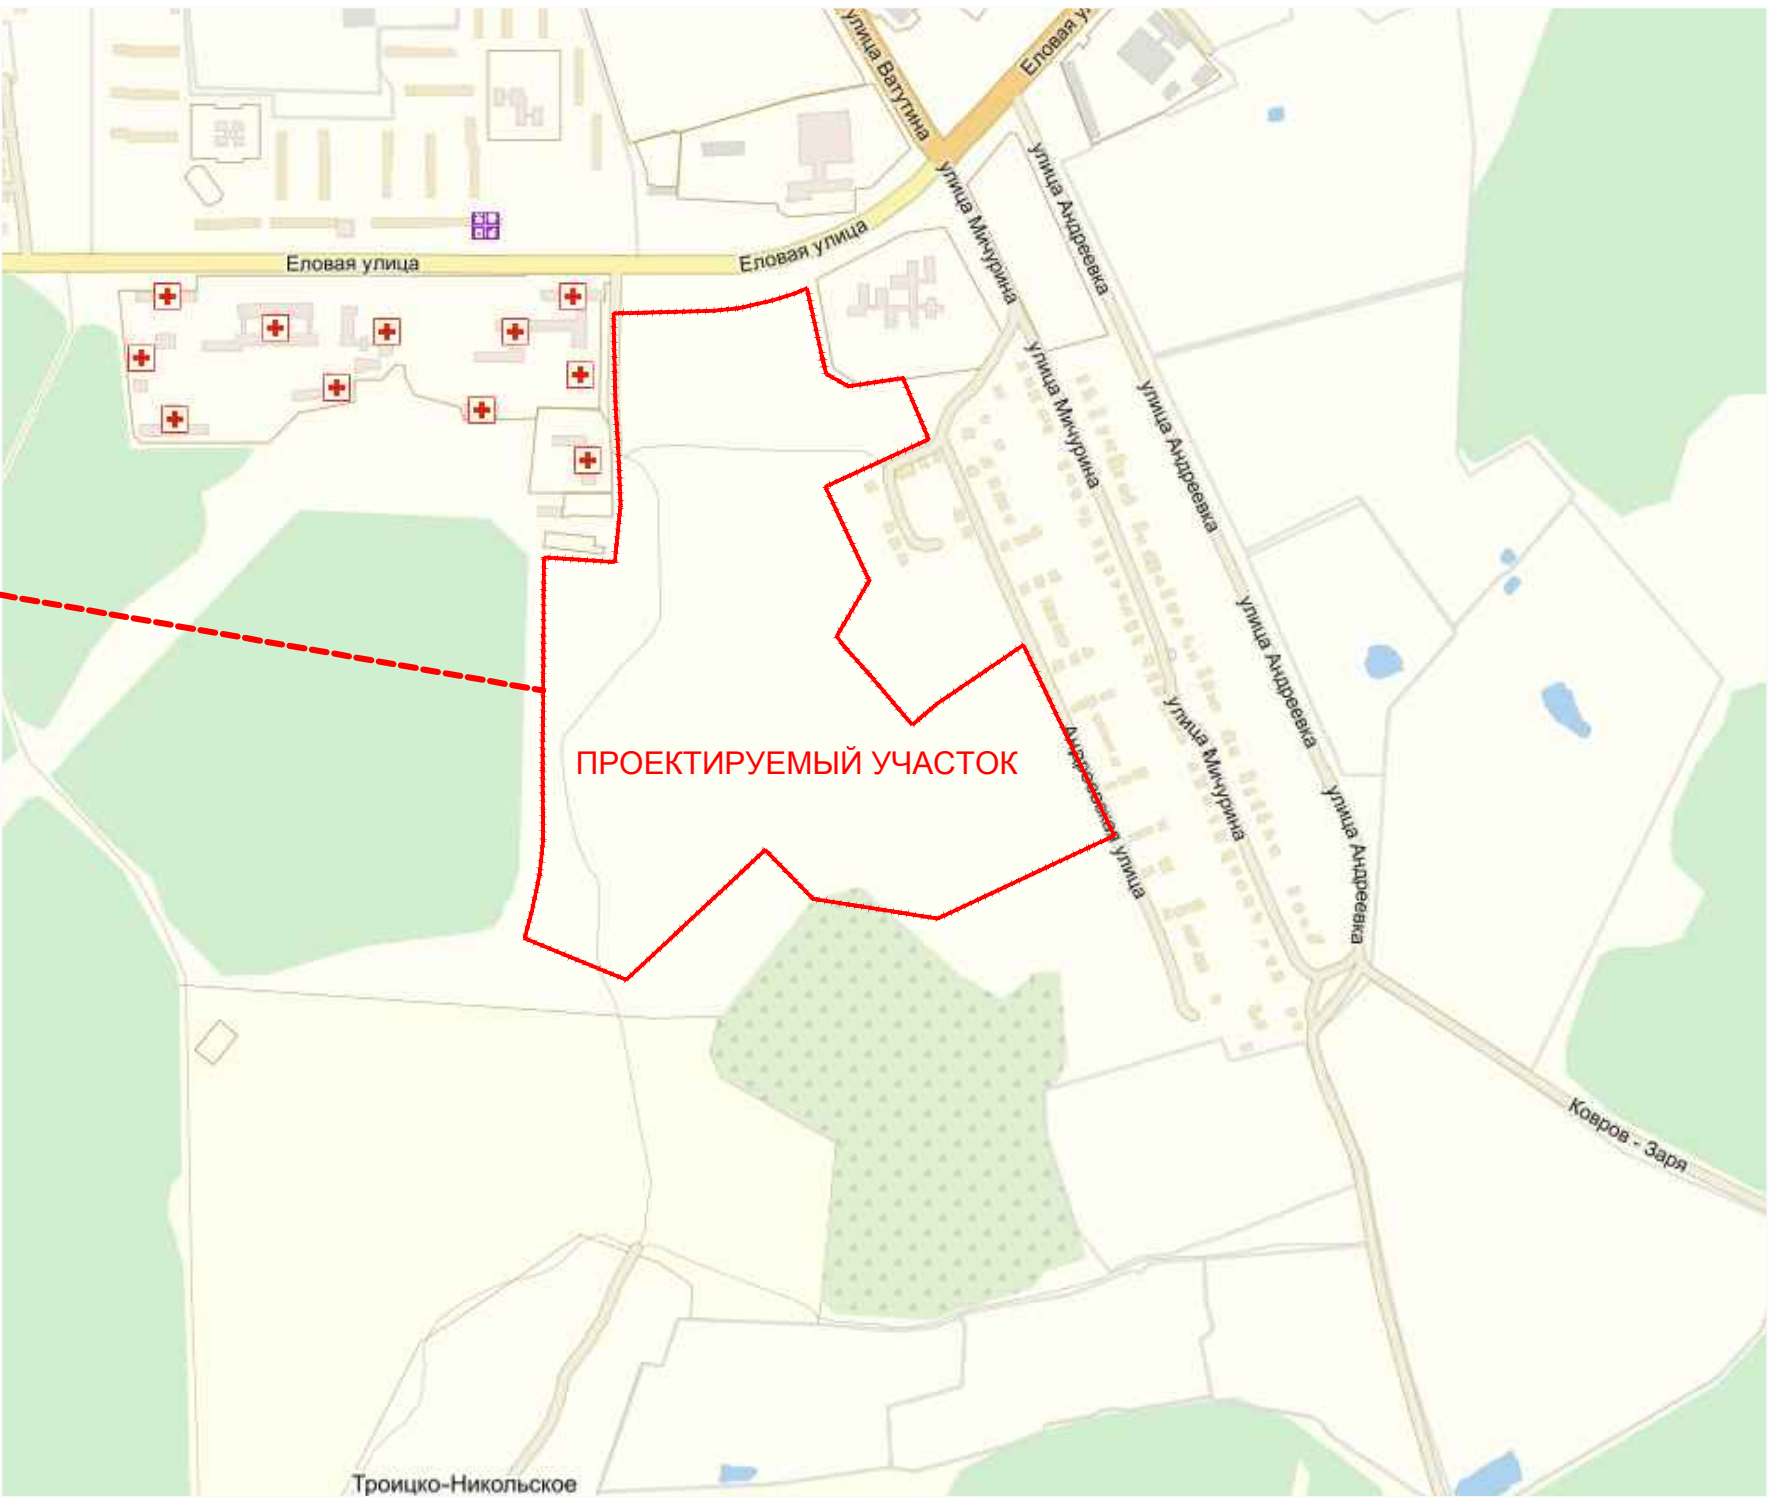 улица Ватутина
Еловая
улица Мичурина
улица Андреевка
Еловая улица
Еловая улица
улица Мичурина
улица Андреевка
улица Андреевка
ПРОЕКТИРУЕМЫЙ УЧАСТОК
Андреевская улица
улица Мичурина
улица Андреевка
Ковров - Заря
Троицко-Никольское